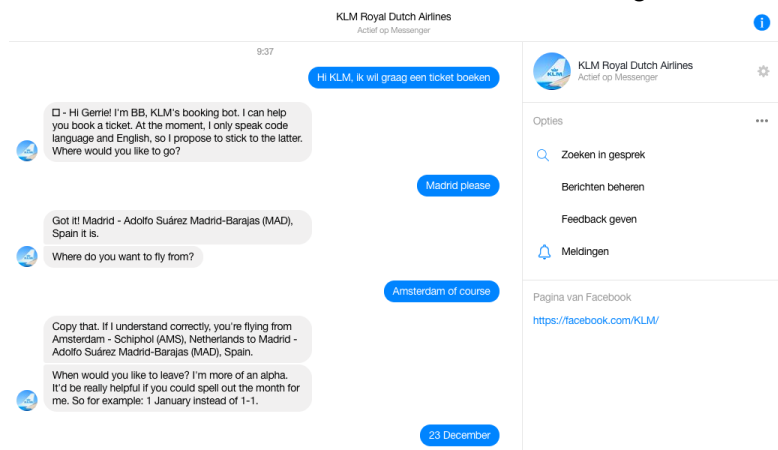 KLM Royal Dutch Airlines
Actief op Messenger
9:37
Hi KLM, ik wil graag een ticket boeken
- Hi Gerrie! I'm BB, KLM's booking bot. I can help
you book a ticket. At the moment, I only speak code
language and English, so I propose to stick to the latter.
Where would you like to go?
Madrid please
Got it! Madrid - Adolfo Suárez Madrid-Barajas (MAD),
Spain it is.
Where do you want to fly from?
Amsterdam of course
Copy that. If I understand correctly, you're flying from
Amsterdam - Schiphol (AMS), Netherlands to Madrid -
Adolfo Suárez Madrid-Barajas (MAD), Spain.
When would you like to leave? I'm more of an alpha.
It'd be really helpful if you could spell out the month for
me. So for example: 1 January instead of 1-1.
23 December
KLM
KLM Royal Dutch Airlines
Actief op Messenger
Opties
Zoeken in gesprek
Berichten beheren
Feedback geven
Meldingen
Pagina van Facebook
https://facebook.com/KLM/